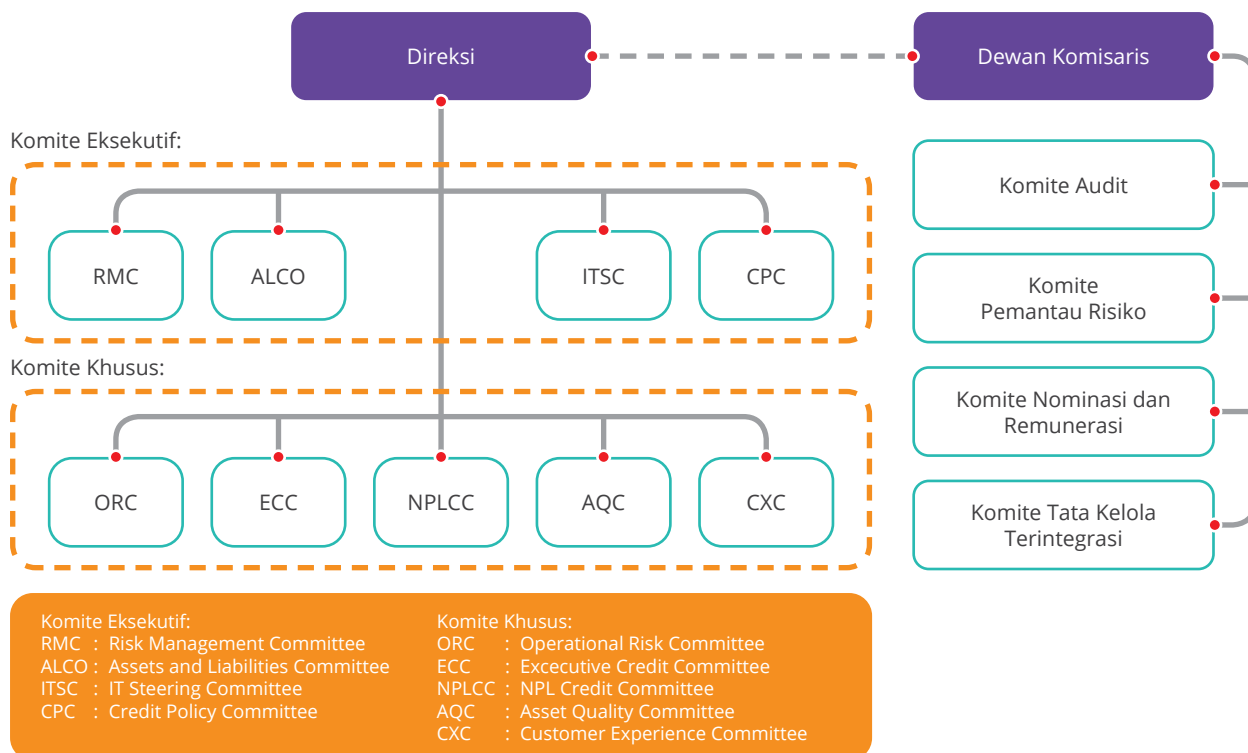 Direksi
Dewan Komisaris
Komite Eksekutif:
RMC
ALCO
ITSC
CPC
Komite Khusus:
ORC
ECC
NPLCC
AQC
CXC
Komite Audit
Komite
Pemantau Risiko
Komite Nominasi dan
Remunerasi
Komite Tata Kelola
Terintegrasi
Komite Eksekutif:
RMC : Risk Management Committee
ALCO : Assets and Liabilities Committee
ITSC : IT Steering Committee
CPC : Credit Policy Committee
Komite Khusus:
ORC : Operational Risk Committee
ECC : Excecutive Credit Committee
NPLCC : NPL Credit Committee
AQC : Asset Quality Committee
CXC : Customer Experience Committee